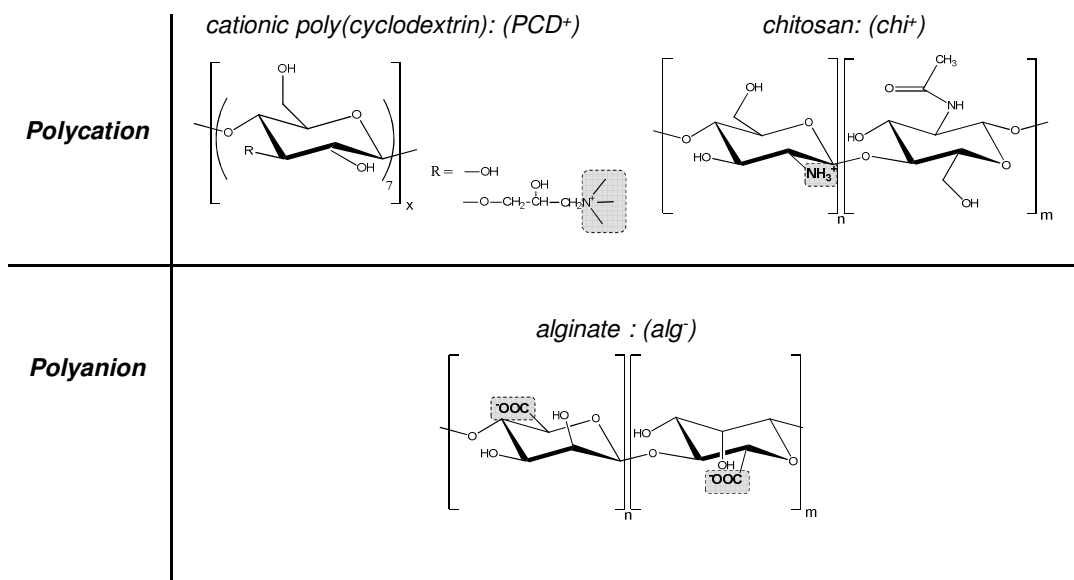 cationic poly(cyclodextrin): (PCD+)
chitosan: (chi+)
Polycation
OH
O
O
R
OH
7
x
R = —OH
OH
—O—CH2-CH-CH2N+
OH
O
O
HO
NH3+
n
CH3
O
NH
HO
O
O
O
OH
m
Polyanion
alginate : (alg-)
-OOC
HO
O
O
HO
n
O
HO
OH
-OOC
O
O
m